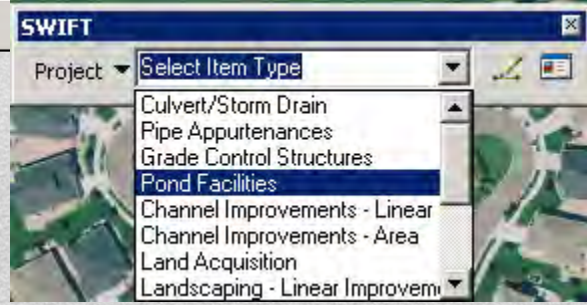 SWIFT
Project Select Item Type
Culvert/Storm Drain
Pipe Appurtenances
Grade Control Structures
Pond Facilities
Channel Improvements - Linear
Channel Improvements - Area
Land Acquisition
Landscaping - Linear Improvem